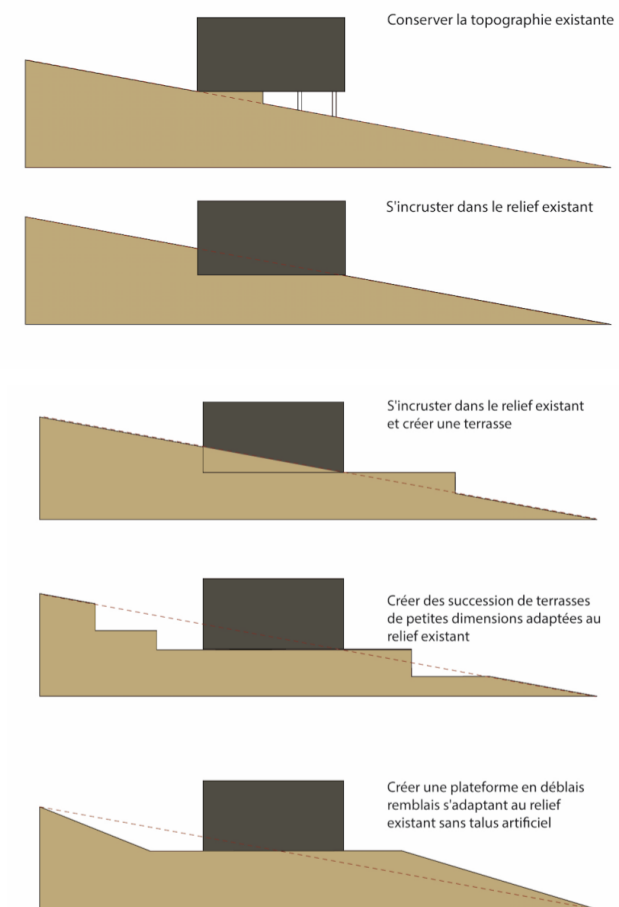 Conserver la topographie existante
S'incruster dans le relief existant
S'incruster dans le relief existant
et créer une terrasse
Créer des succession de terrasses
de petites dimensions adaptées au
relief existant
Créer une plateforme en déblais
remblais s'adaptant au relief
existant sans talus artificiel